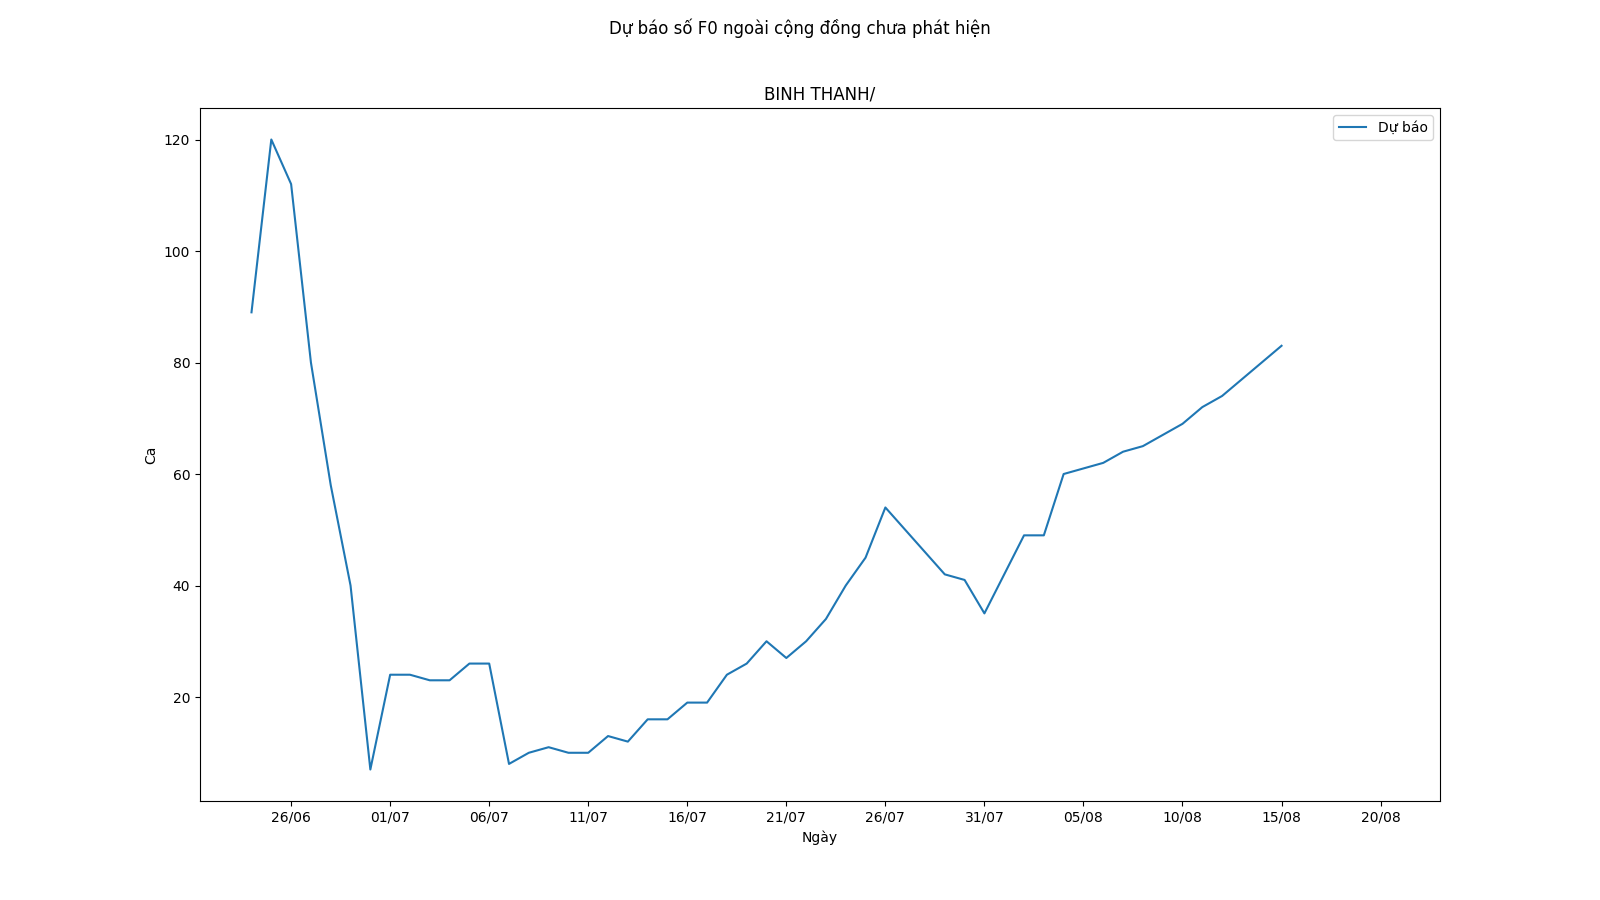 Dự báo số F0 ngoài cộng đồng chưa phát hiện
BINH THANH/
Dự báo
120
100
80
60
40
20
Ca
26/06 01/07 06/07 11/07 16/07 21/07 26/07 31/07 05/08 10/08 15/08 20/08
Ngày